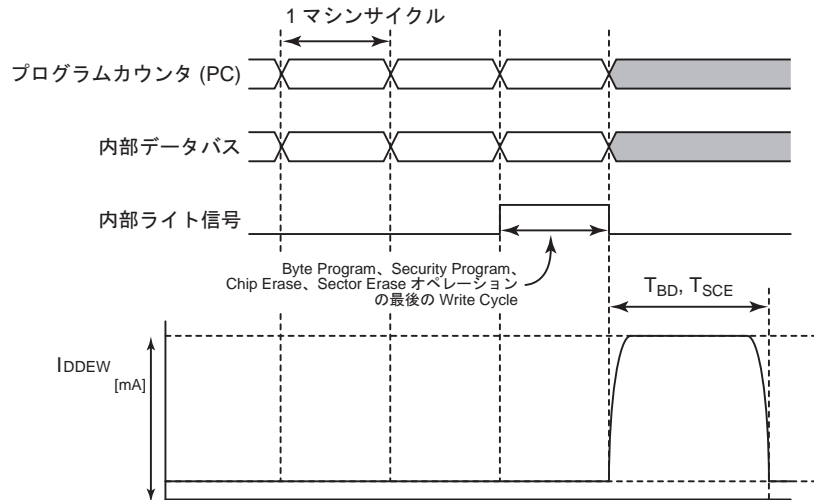 1 マシンサイクル
プログラムカウンタ (PC)
内部データバス
内部ライト信号
Byte Program、Security Program、
Chip Erase、Sector Erase オペレーション
の最後の Write Cycle
TBD, TSCE
IDDEW
[mA]